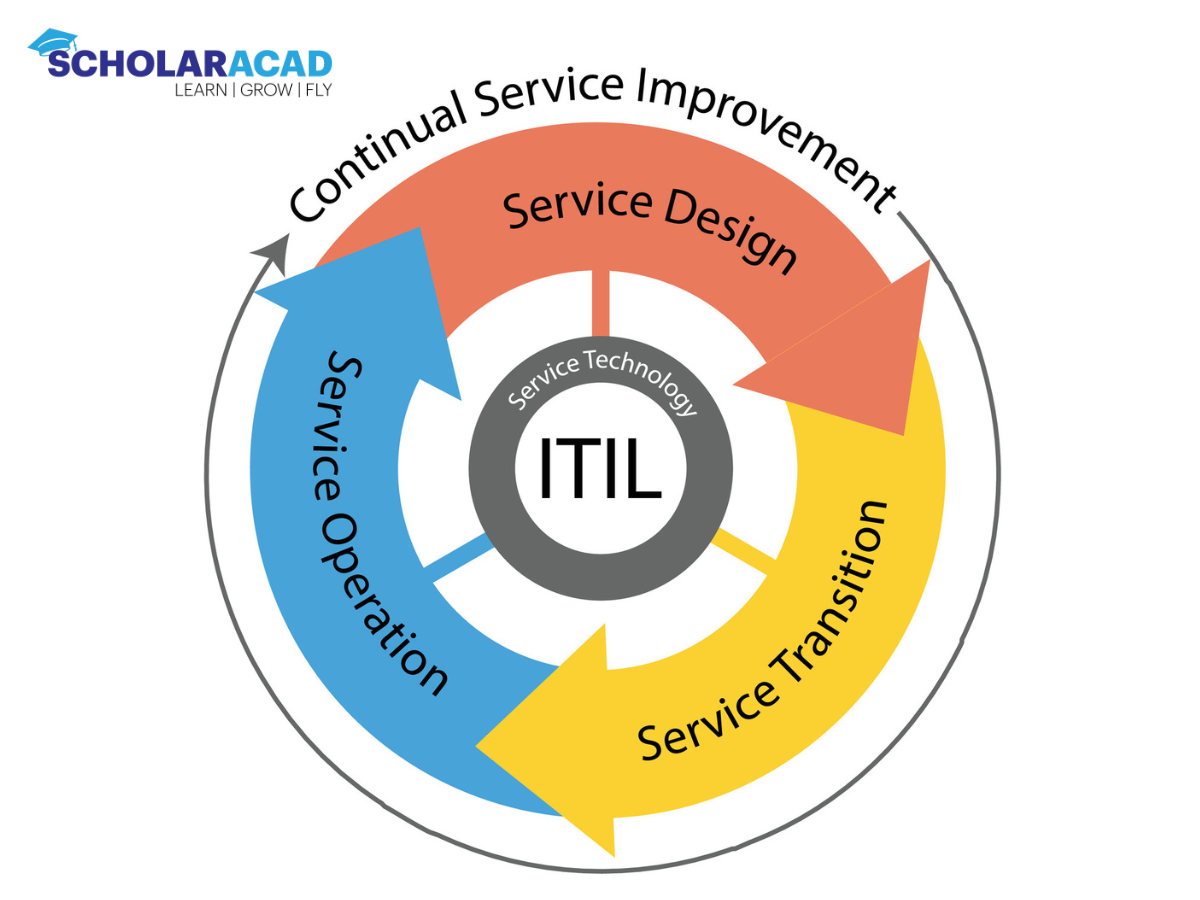 SCHOLARACAD
LEARN | GROW | FLY
Continual Service Improvement
Service Design
Service Technology
ITIL
Service Operation
Service Transition